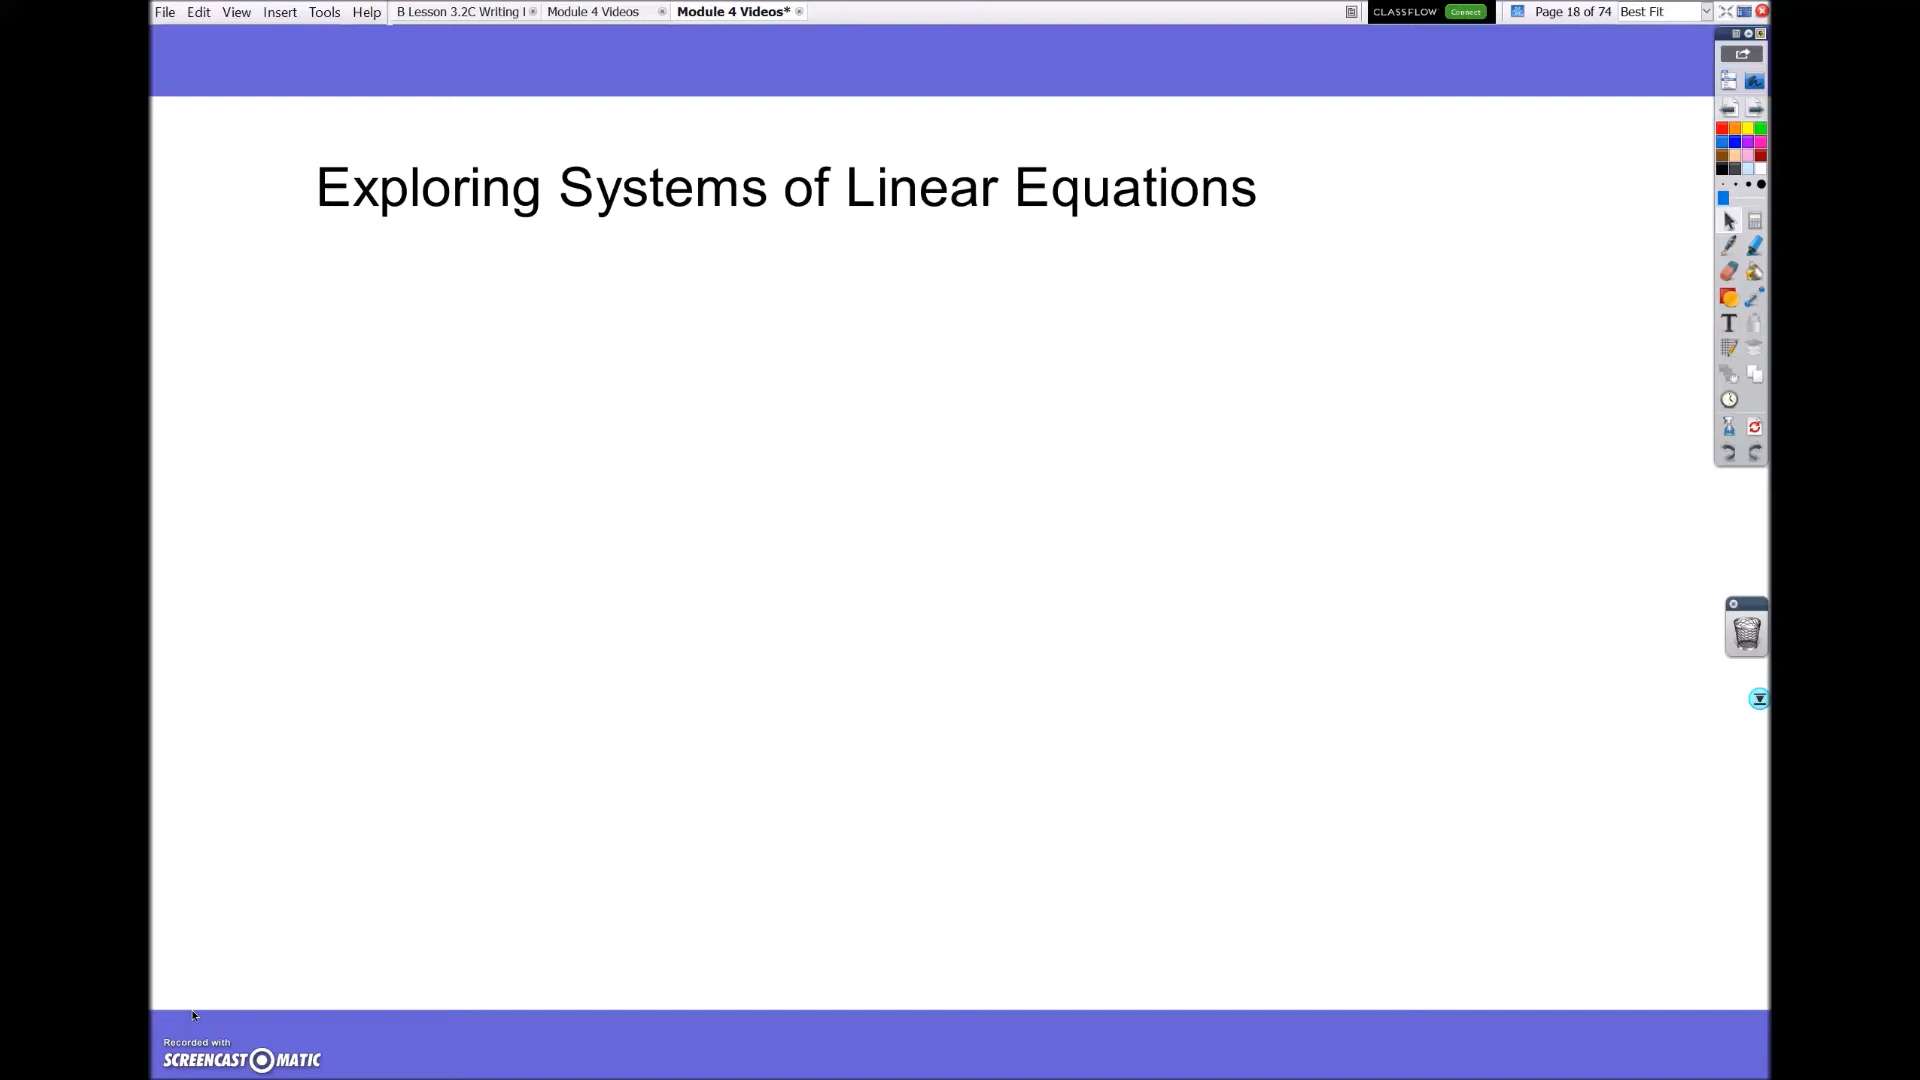 File Edit View Insert Tools Help B Lesson 3.2C Writing I Module 4 Videos Module 4 Videos* CLASSFLOW Connect Page 18 of 74 Best Fit
Exploring Systems of Linear Equations
T
Recorded with
SCREENCAST MATIC